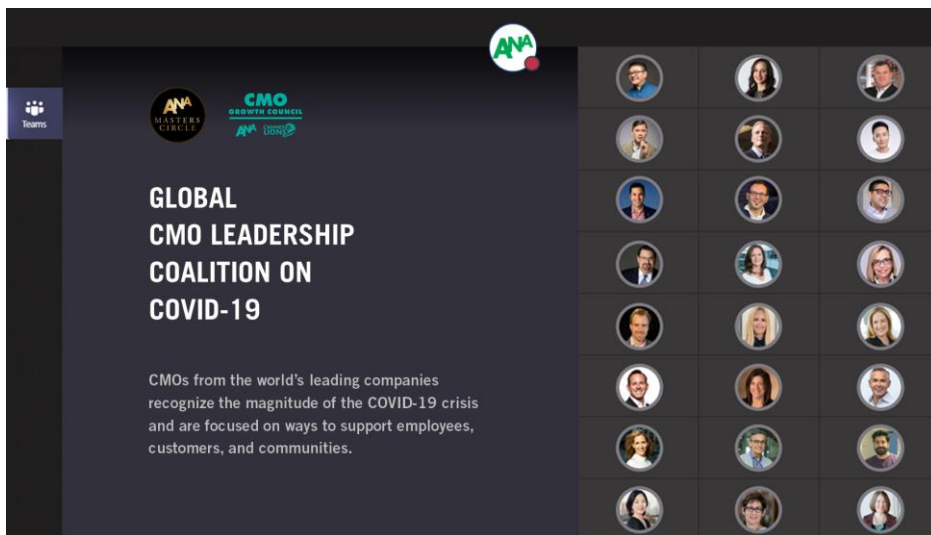 ANA
Teams
ANA
MASTERS
CIRCLE
CMO
GROWTH COUNCIL
ANA CANNES
LIONS
GLOBAL
CMO LEADERSHIP
COALITION ON
COVID-19
CMOs from the world’s leading companies
recognize the magnitude of the COVID-19 crisis
and are focused on ways to support employees,
customers, and communities.